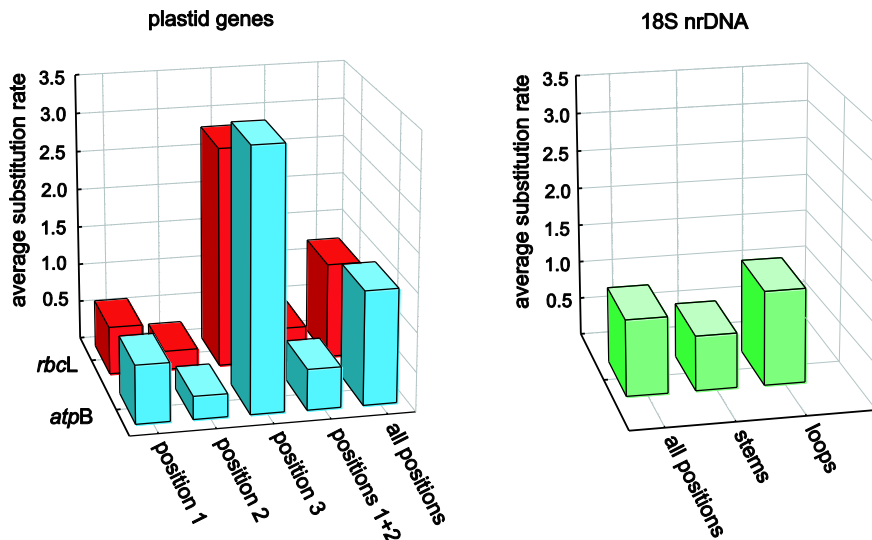 plastid genes
18S nrDNA
average substitution rate
3.5
3.0
2.5
2.0
1.5
1.0
0.5
rbcL
atpB
position 1
position 2
position 3
positions 1+2
all positions
average substitution rate
3.5
3.0
2.5
2.0
1.5
1.0
0.5
all positions
stems
loops